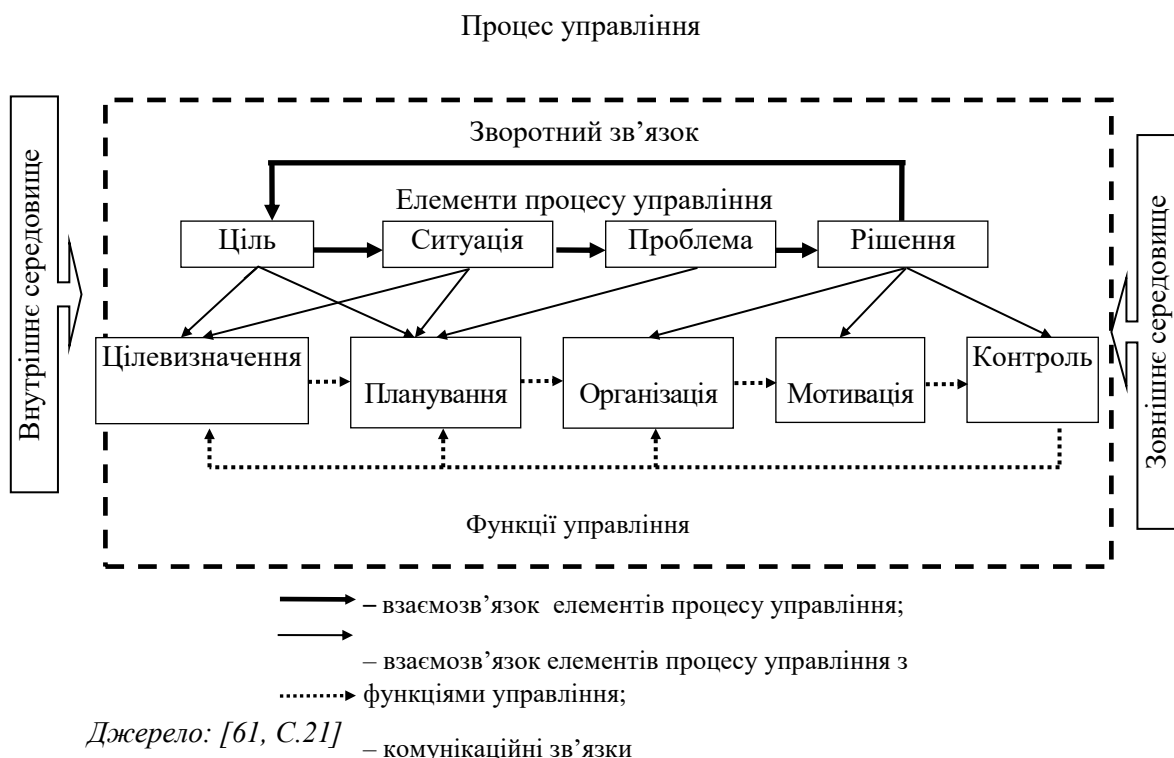 Процес управління
Внутрішнє середовище
Зворотний зв’язок
Елементи процесу управління
Ціль
Ситуація
Проблема
Рішення
Цілевизначення
Планування
Організація
Мотивація
Контроль
Функції управління
Зовнішнє середовище
– взаємозв’язок елементів процесу управління;
– взаємозв’язок елементів процесу управління з
функціями управління;
Джерело: [61, С.21]
– комунікаційні зв’язки